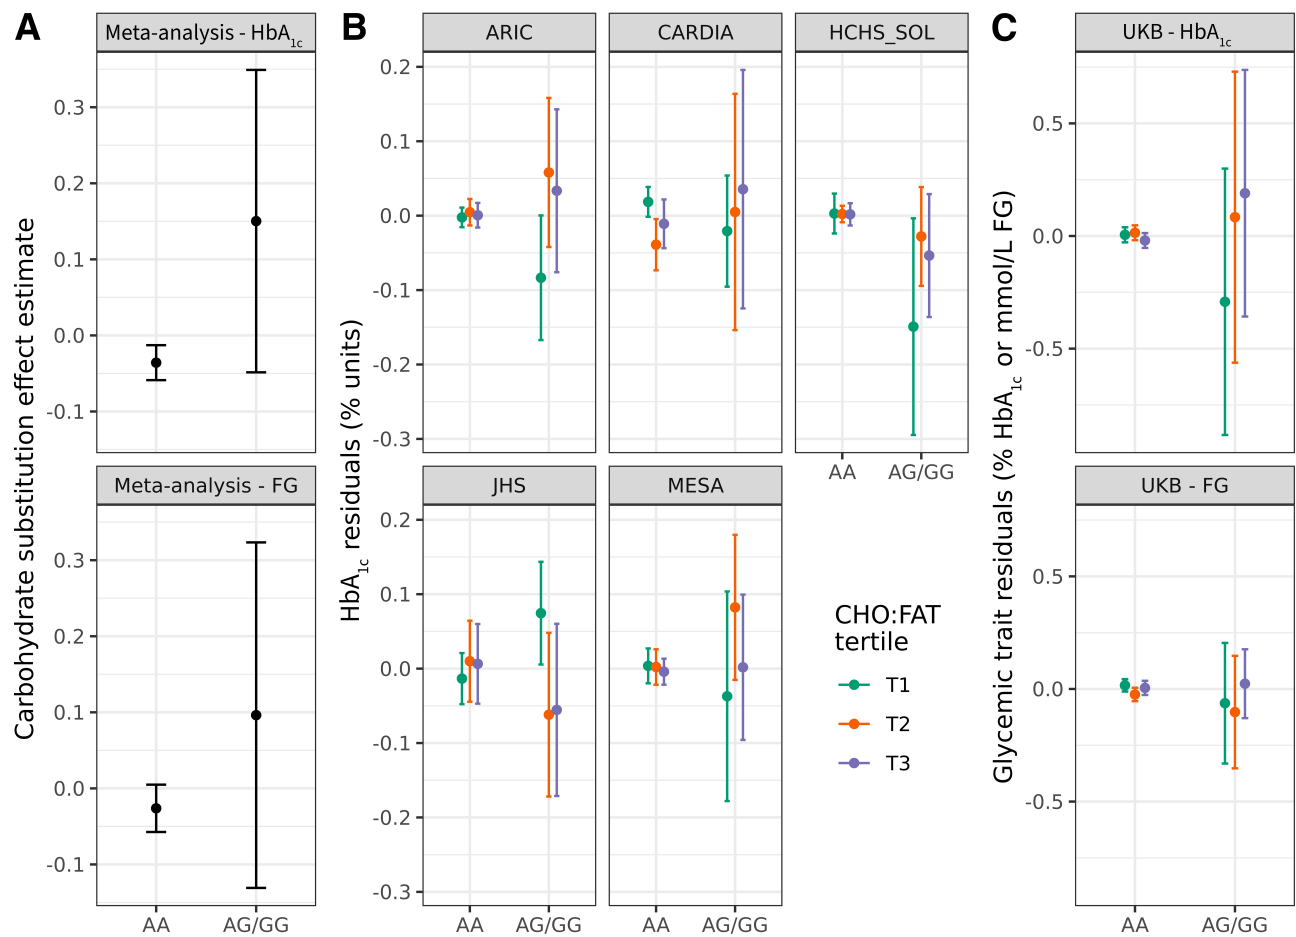 A
Meta-analysis - HbA1c
0.3
0.2
0.1
0.0
-0.1
Meta-analysis - FG
0.3
0.2
0.1
0.0
-0.1
AA
AG/GG
Carbohydrate substitution effect estimate
B
ARIC
CARDIA
HCHS_SOL
0.2
0.1
0.0
-0.1
-0.2
-0.3
AA
AG/GG
JHS
MESA
0.2
0.1
0.0
-0.1
-0.2
-0.3
AA
AG/GG
AA
AG/GG
HbA1c residuals (% units)
CHO:FAT
tertile
T1
T2
T3
C
UKB - HbA1c
0.5
0.0
-0.5
UKB - FG
0.5
0.0
-0.5
AA
AG/GG
Glycemic trait residuals (% HbA1c or mmol/L FG)